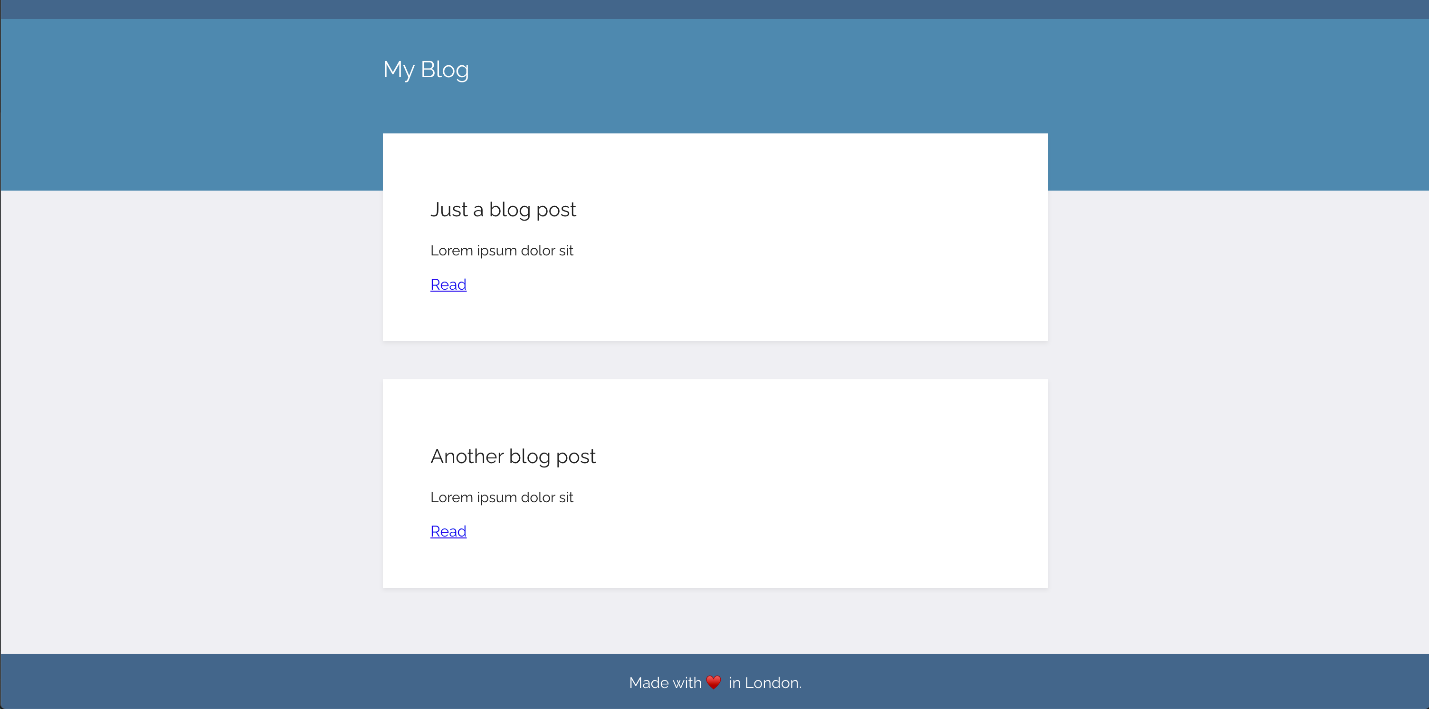 My Blog
Just a blog post
Lorem ipsum dolor sit
Read
Another blog post
Lorem ipsum dolor sit
Read
Made with ♥️ in London.